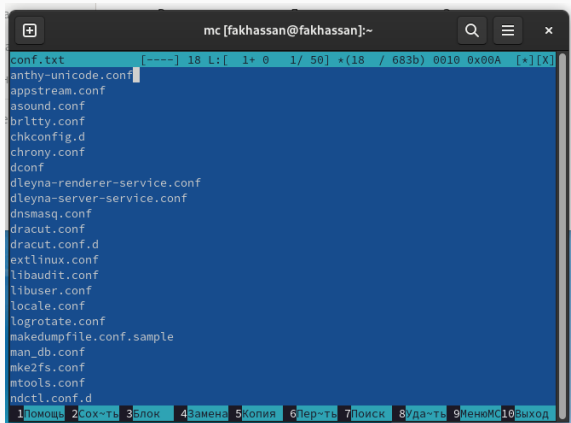 mc [fakhassan@fakhassan]:~
conf.txt [----] 18 L:[ 1+ 0 1/ 50] *(18 / 683b) 0010 0x00A [*][X]
anthy-unicode.conf
appstream.conf
asound.conf
brltty.conf
chkconfig.d
chrony.conf
dconf
dleyna-renderer-service.conf
dleyna-server-service.conf
dnsmasq.conf
dracut.conf
dracut.conf.d
extlinux.conf
libaudit.conf
libuser.conf
locale.conf
logrotate.conf
makedumpfile.conf.sample
man_db.conf
mke2fs.conf
mtools.conf
ndctl.conf.d
1Помощь 2Сох~ть 3Блок 4Замена 5Копия 6Пер~ть 7Поиск 8Уда~ть 9МенюMC10Выход